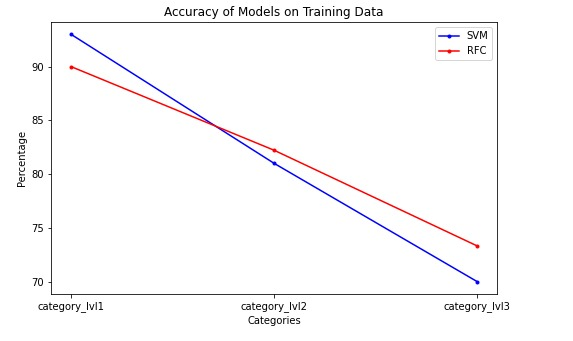 Accuracy of Models on Training Data
SVM
RFC
90
85
80
75
70
Percentage
category_lvl1 category_lvl2 category_lvl3
Categories